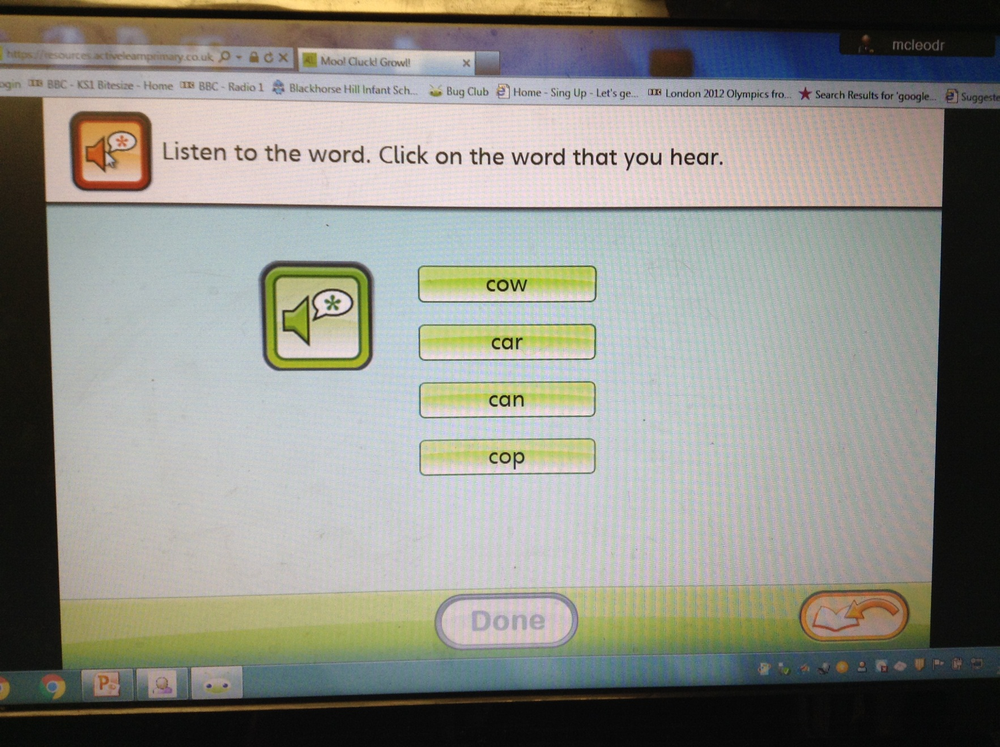 mcleodr
https://resources.activelearnprimary.co.uk
Moo! Cluck! Growl!
ogin BBC - KS1 Bitesize - Home BBC - Radio 1 Blackhorse Hill Infant Sch... Bug Club Home - Sing Up - Let's ge... London 2012 Olympics fro... Search Results for 'google... Suggeste
Listen to the word. Click on the word that you hear.
cow
car
can
cop
Done